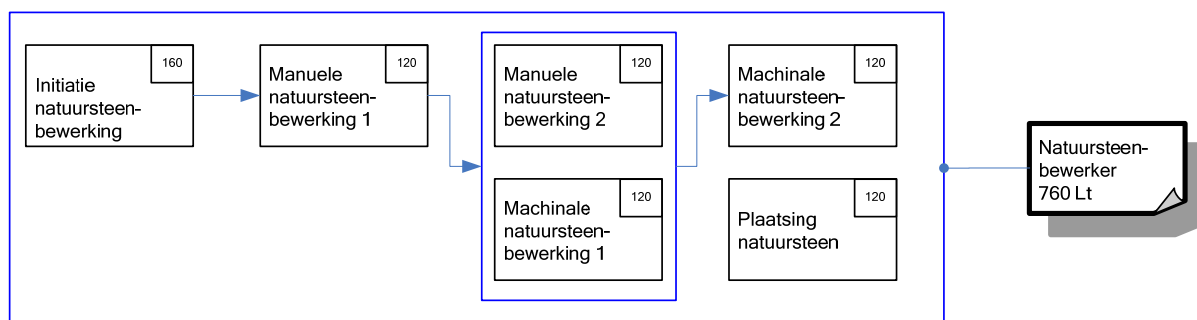 160
Initiatie
natuursteen-
bewerking
120
Manuele
natuursteen-
bewerking 1
120
Manuele
natuursteen-
bewerking 2
120
Machinale
natuursteen-
bewerking 1
120
Machinale
natuursteen-
bewerking 2
120
Plaatsing
natuursteen
Natuursteen-
bewerker
760 Lt